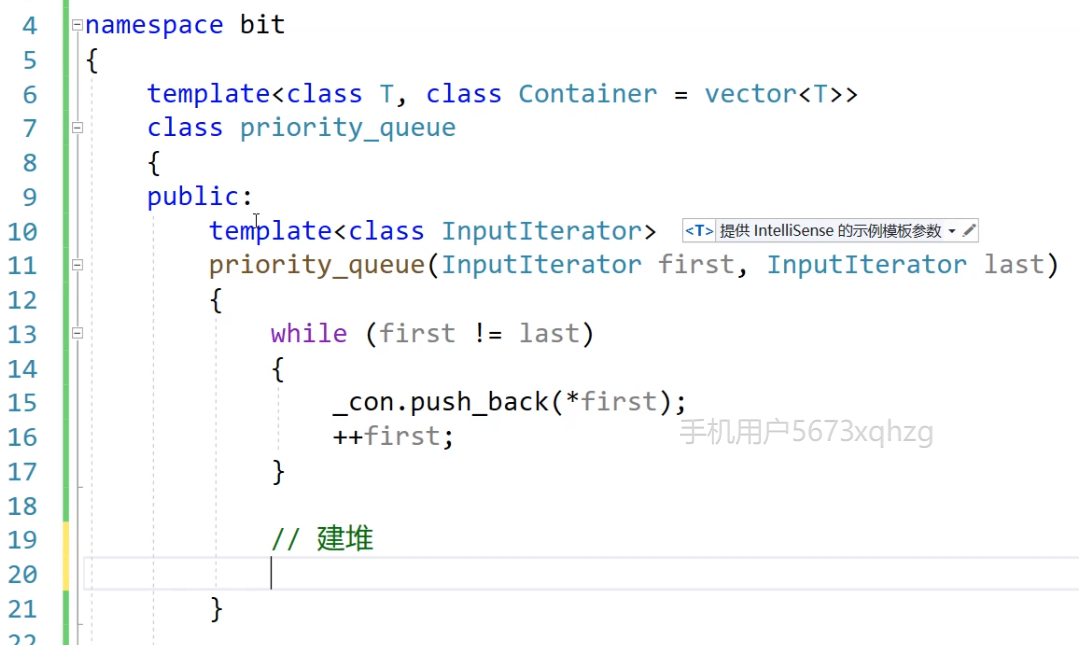 4 namespace bit
5 {
6 template<class T, class Container = vector<T>>
7 class priority_queue
8 {
9 public:
10 template<class InputIterator> <T> 提供 IntelliSense 的示例模板参数
11 priority_queue(InputIterator first, InputIterator last)
12 {
13 while (first != last)
14 {
15 _con.push_back(*first);
16 ++first;
手机用户5673xqhzg
17 }
18
19 // 建堆
20
21 }
22